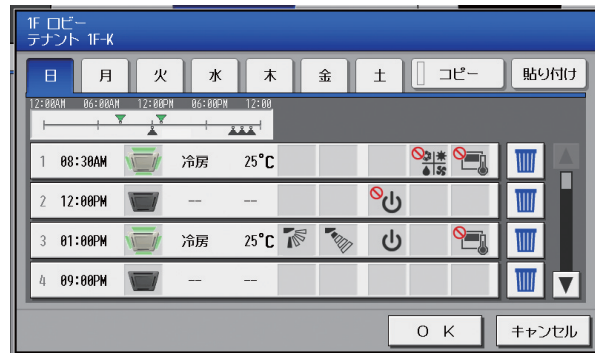 1F ロビー
テナント 1F-K
日 月 火 水 木 金 土 コピー 貼り付け
12:00AM 06:00AM 12:00PM 06:00PM 12:00
1 08:30AM 冷房 25°C
2 12:00PM -- --
3 01:00PM 冷房 25°C
4 09:00PM -- --
O K キャンセル